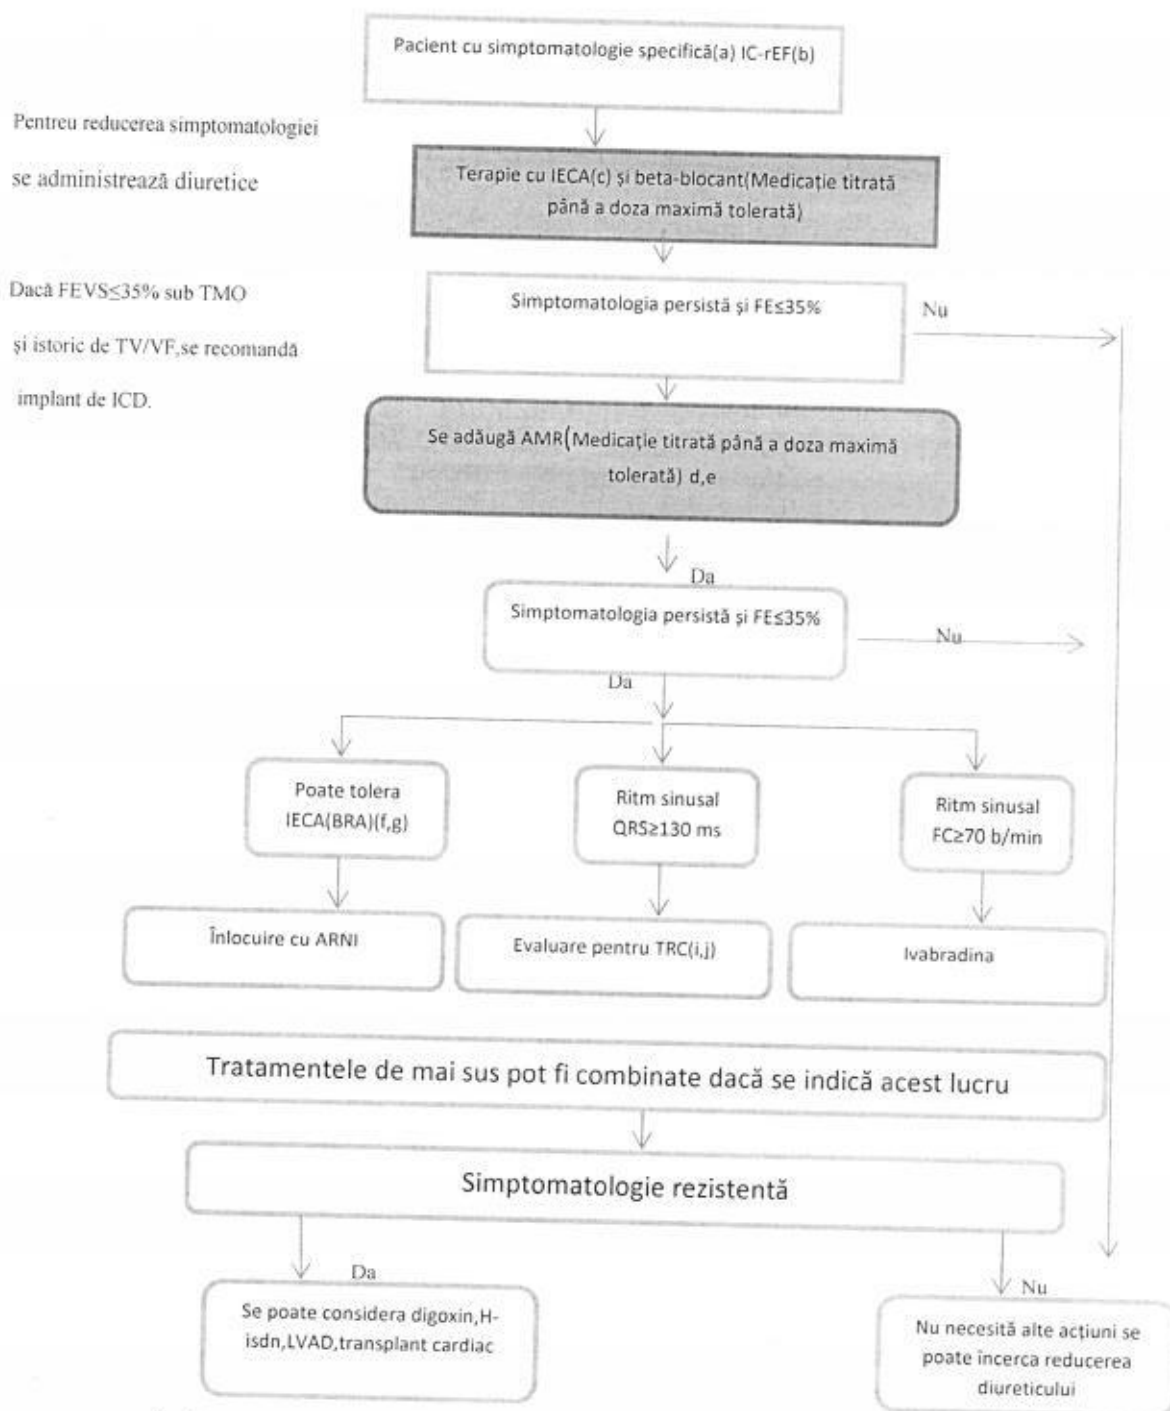 Pacient cu simptomatologie specifică(a) IC-rEF(b)
Pentreu reducerea simptomatologiei
se administrează diuretice
Terapie cu IECA(c) și beta-blocant(Medicație titrată
până a doza maximă tolerată)
Dacă FEVS≤35% sub TMO
și istoric de TV/VF,se recomandă
implant de ICD.
Simptomatologia persistă și FE≤35%
Nu
Se adăugă AMR(Medicație titrată până a doza maximă
tolerată) d,e
Da
Simptomatologia persistă și FE≤35%
Nu
Da
Poate tolera
IECA(BRA)(f,g)
Ritm sinusal
QRS≥130 ms
Ritm sinusal
FC≥70 b/min
Înlocuire cu ARNI
Evaluare pentru TRC(i,j)
Ivabradina
Tratamentele de mai sus pot fi combinate dacă se indică acest lucru
Simptomatologie rezistentă
Da
Nu
Se poate considera digoxin,H-
isdn,LVAD,transplant cardiac
Nu necesită alte acțiuni se
poate încerca reducerea
diureticului